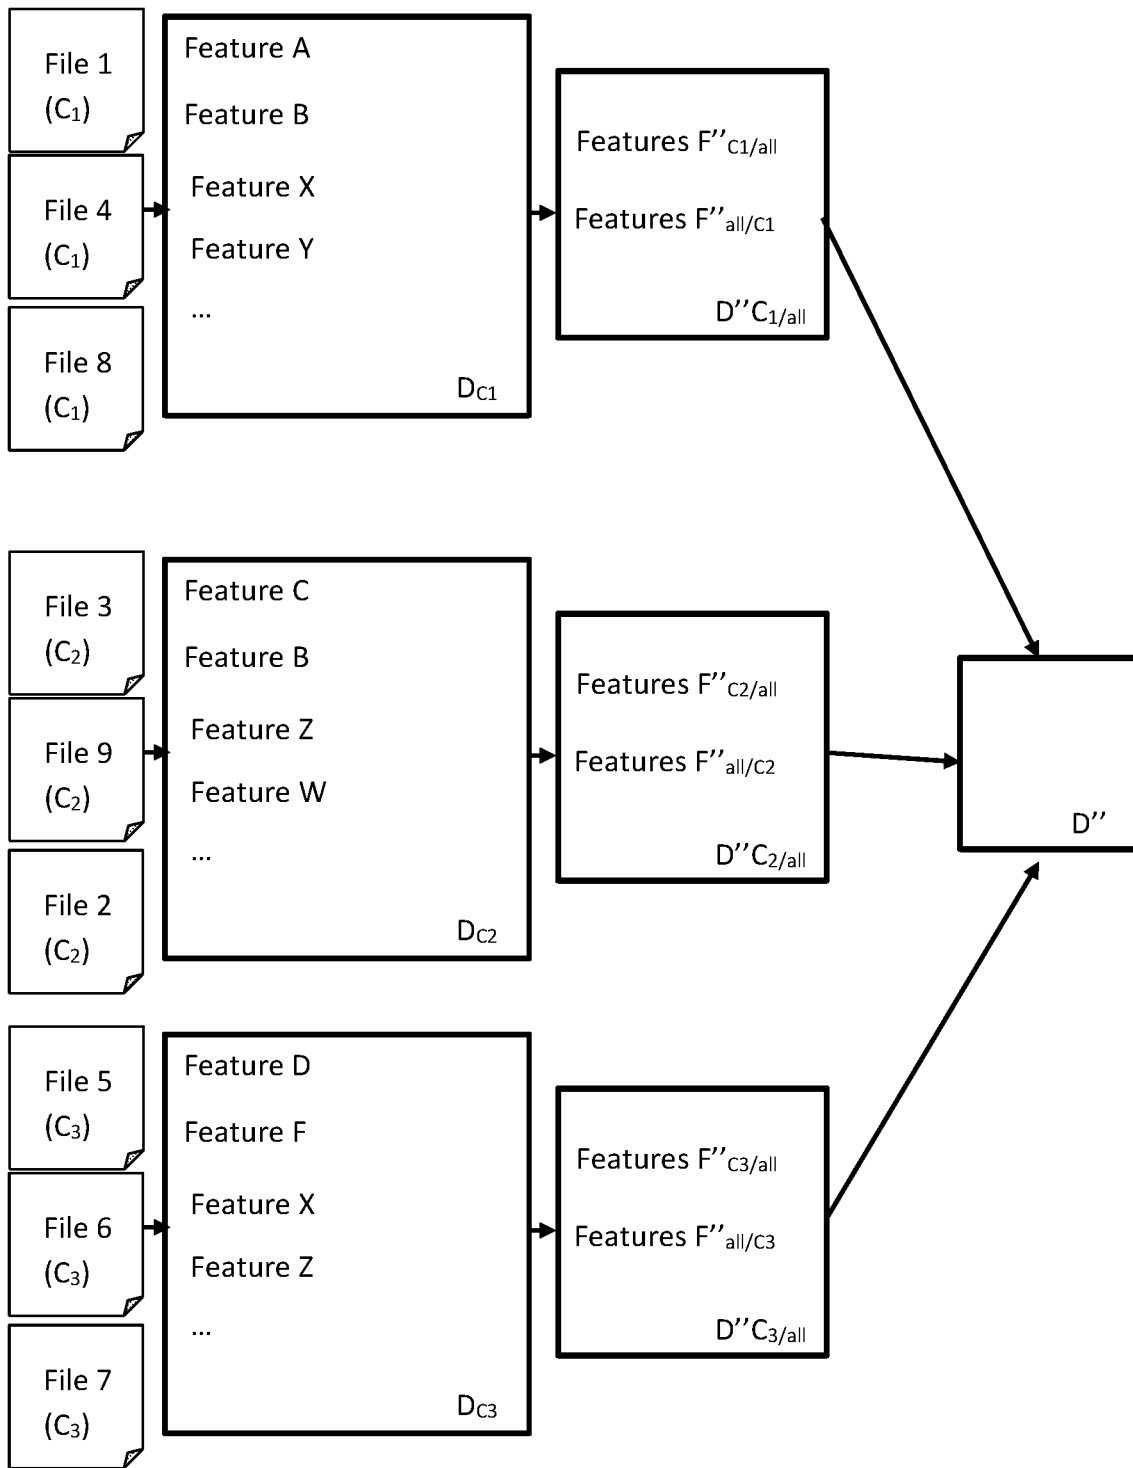 File 1
(C1)
File 4
(C1)
File 8
(C1)
Feature A
Feature B
Feature X
Feature Y
...
DC1
Features F''C1/all
Features F''all/C1
D''C1/all
File 3
(C2)
File 9
(C2)
File 2
(C2)
Feature C
Feature B
Feature Z
Feature W
...
DC2
Features F''C2/all
Features F''all/C2
D''C2/all
D''
File 5
(C3)
File 6
(C3)
File 7
(C3)
Feature D
Feature F
Feature X
Feature Z
...
DC3
Features F''C3/all
Features F''all/C3
D''C3/all